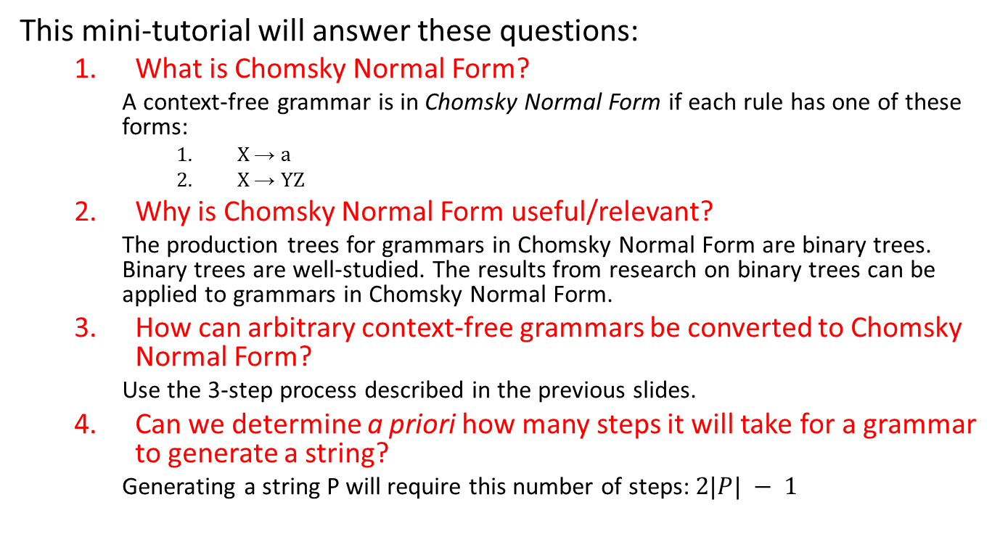 This mini-tutorial will answer these questions:
1. What is Chomsky Normal Form?
A context-free grammar is in Chomsky Normal Form if each rule has one of these
forms:
1. X → a
2. X → YZ
2. Why is Chomsky Normal Form useful/relevant?
The production trees for grammars in Chomsky Normal Form are binary trees.
Binary trees are well-studied. The results from research on binary trees can be
applied to grammars in Chomsky Normal Form.
3. How can arbitrary context-free grammars be converted to Chomsky
Normal Form?
Use the 3-step process described in the previous slides.
4. Can we determine a priori how many steps it will take for a grammar
to generate a string?
Generating a string P will require this number of steps: 2|P| − 1